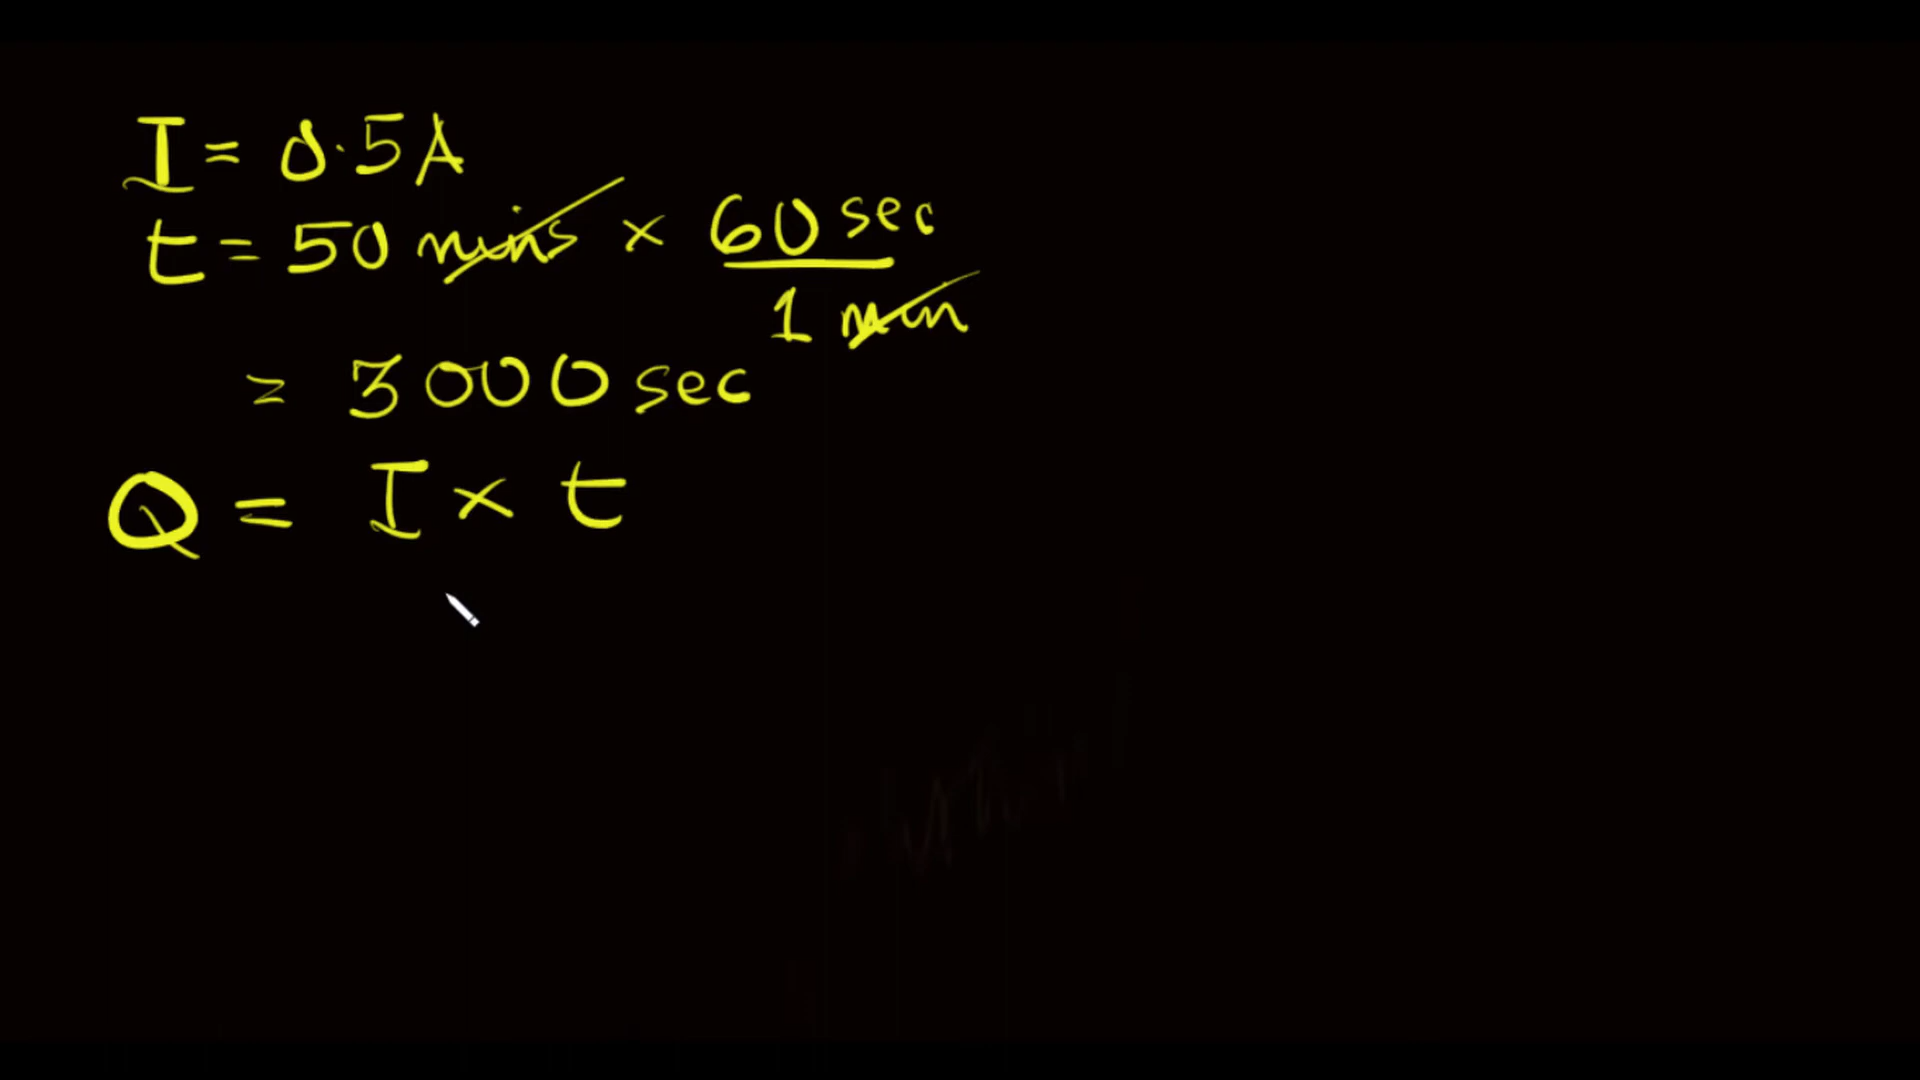 I = 0.5A
t = 50 mins × 60 sec / 1 min
= 3000 sec
Q = I × t